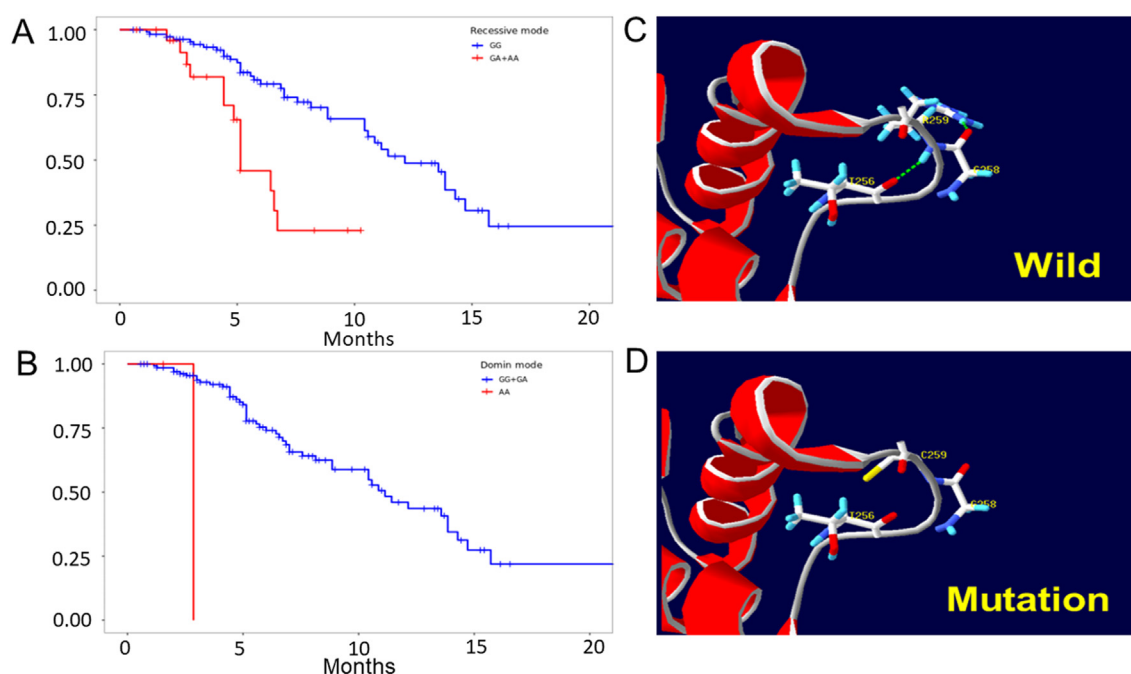 A
1.00
0.75
0.50
0.25
0.00
Recessive mode
GG
GA+AA
0 5 10 15 20
Months
B
1.00
0.75
0.50
0.25
0.00
Domin mode
GG+GA
AA
0 5 10 15 20
Months
C
R259
G258
T256
Wild
D
C259
G258
T256
Mutation